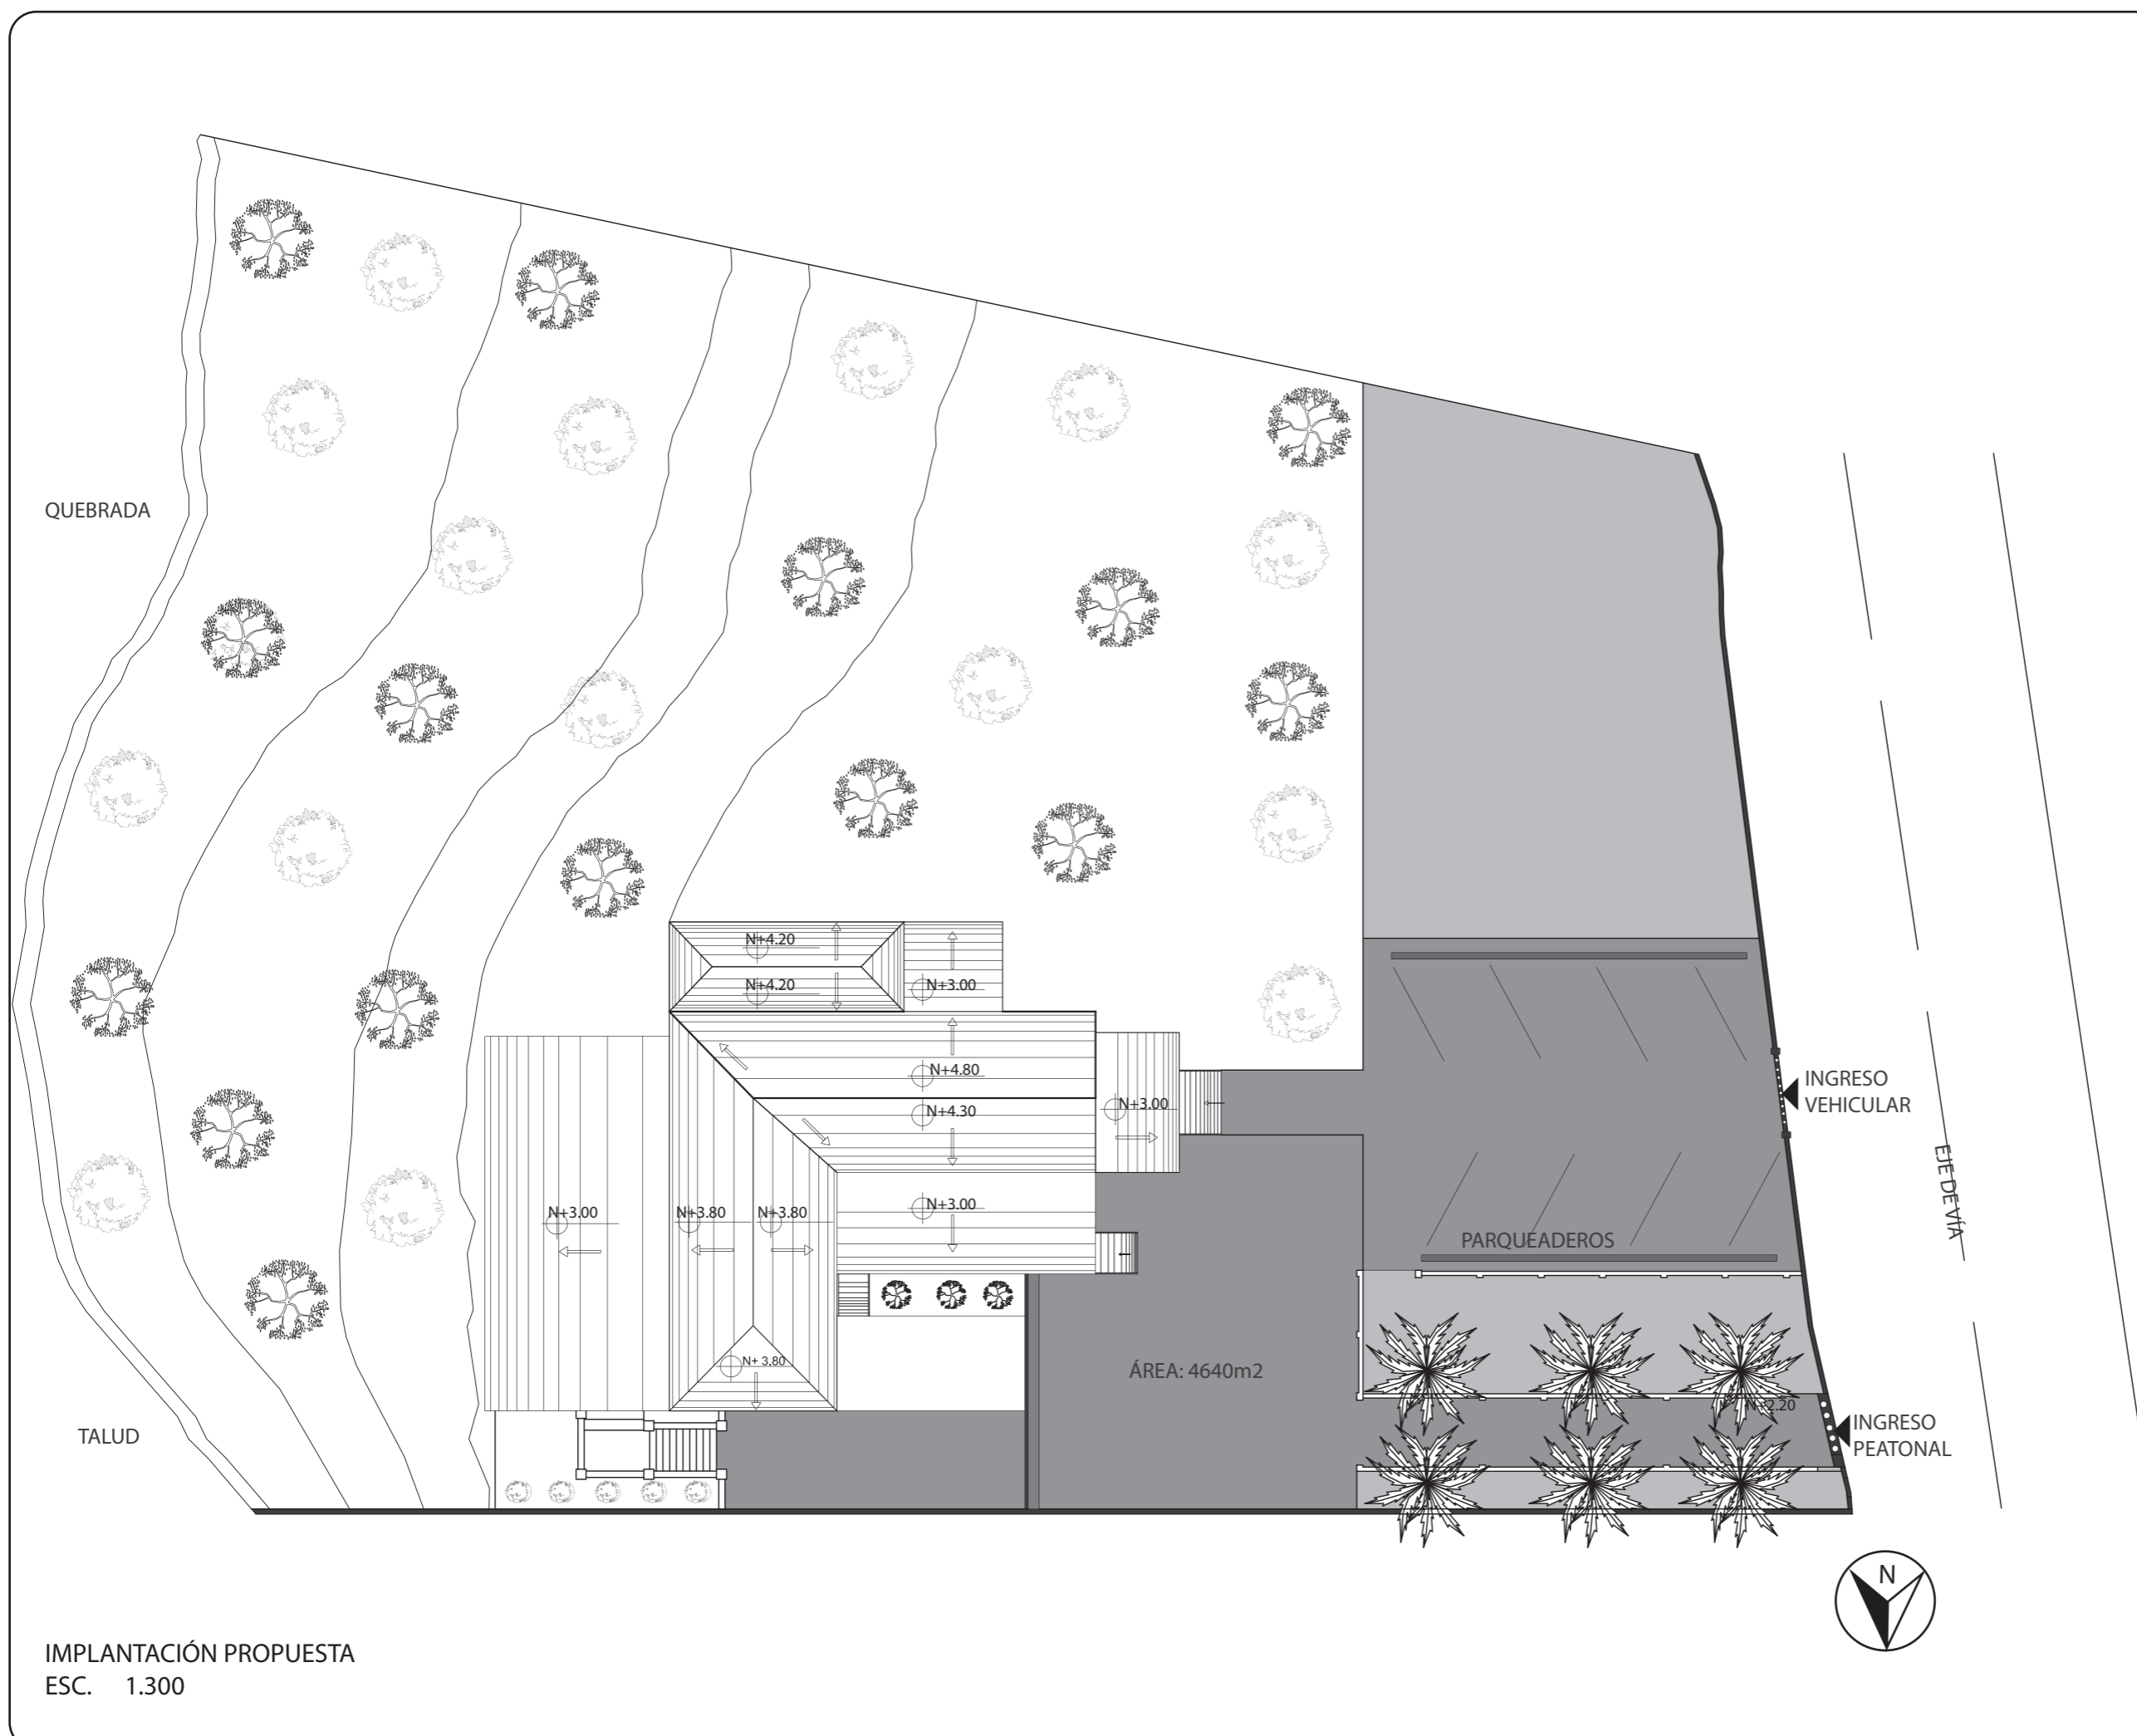 QUEBRADA
N+4.20
N+4.20
N+3.00
N+4.80
N+4.30
N+3.00
INGRESO
VEHICULAR
N+3.00
N+3.80
N+3.80
N+3.00
EJE DE VÍA
PARQUEADEROS
N+ 3.80
ÁREA: 4640m2
N+2.20
TALUD
INGRESO
PEATONAL
N
IMPLANTACIÓN PROPUESTA
ESC. 1.300